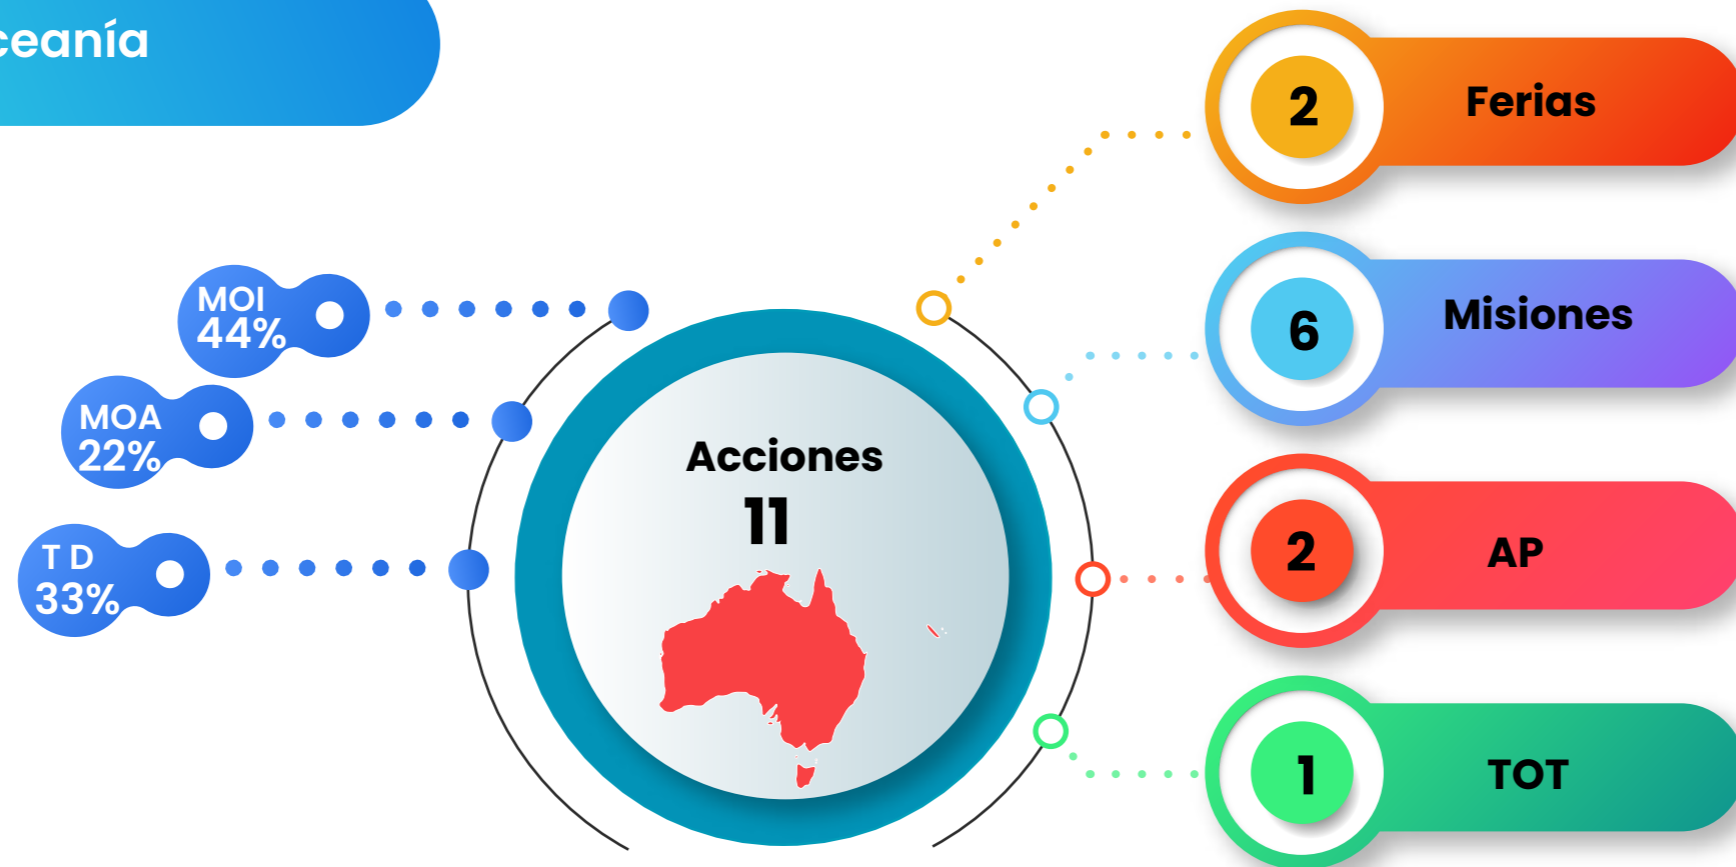 ceanía
MOI
44%
MOA
22%
T D
33%
Acciones
11
2
Ferias
6
Misiones
2
AP
1
TOT